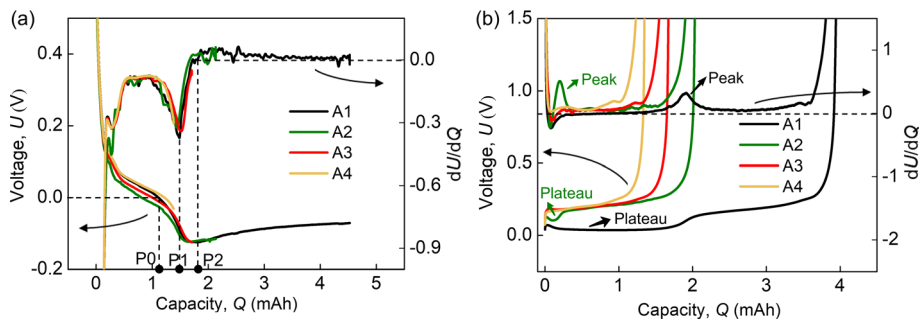 (a)
0.4
0.2
0.0
-0.2
Voltage, U (V)
0.0
-0.3
-0.6
-0.9
dU/dQ
A1
A2
A3
A4
P0
P1
P2
0
1
2
3
4
5
Capacity, Q (mAh)
(b)
1.5
1.0
0.5
0.0
Voltage, U (V)
1
0
-1
-2
dU/dQ
Peak
Peak
A1
A2
A3
A4
Plateau
Plateau
0
1
2
3
4
Capacity, Q (mAh)